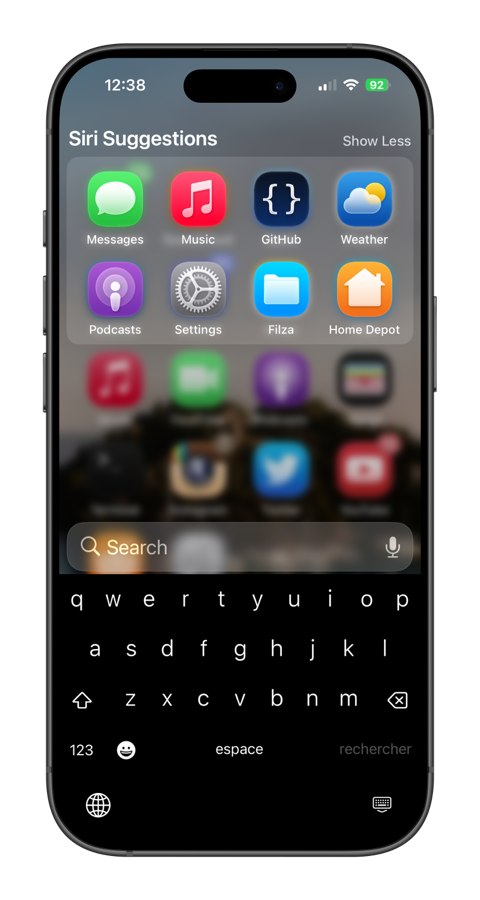 12:38
92
Siri Suggestions
Show Less
Messages Music GitHub Weather
Podcasts Settings Filza Home Depot
Search
q w e r t y u i o p
a s d f g h j k l
z x c v b n m
123 espace rechercher